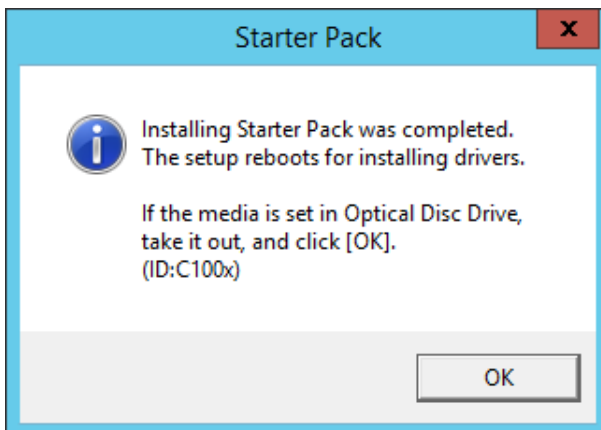 Starter Pack
x
Installing Starter Pack was completed.
The setup reboots for installing drivers.
If the media is set in Optical Disc Drive,
take it out, and click [OK].
(ID:C100x)
OK